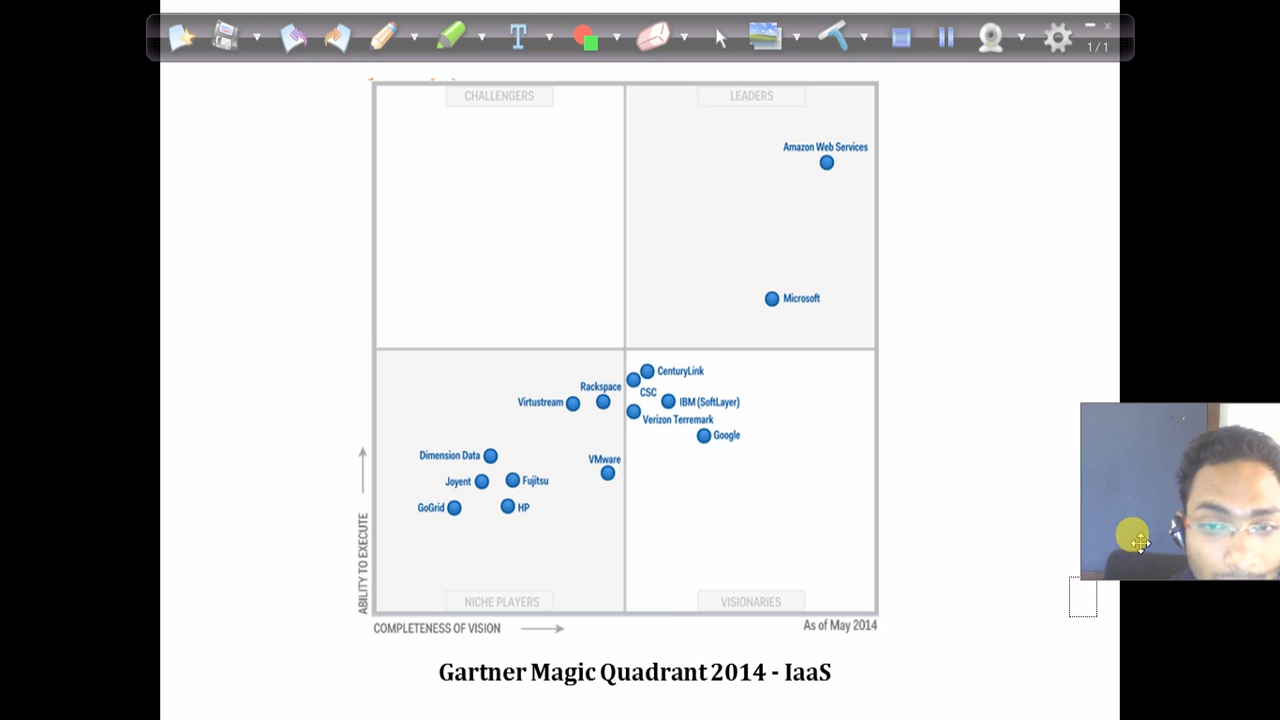 T
1/1
CHALLENGERS
LEADERS
Amazon Web Services
Microsoft
CenturyLink
Rackspace
CSC
Virtustream
IBM (SoftLayer)
Verizon Terremark
Google
Dimension Data
VMware
Joyent
Fujitsu
GoGrid
HP
ABILITY TO EXECUTE
NICHE PLAYERS
VISIONARIES
COMPLETENESS OF VISION
As of May 2014
Gartner Magic Quadrant 2014 - IaaS